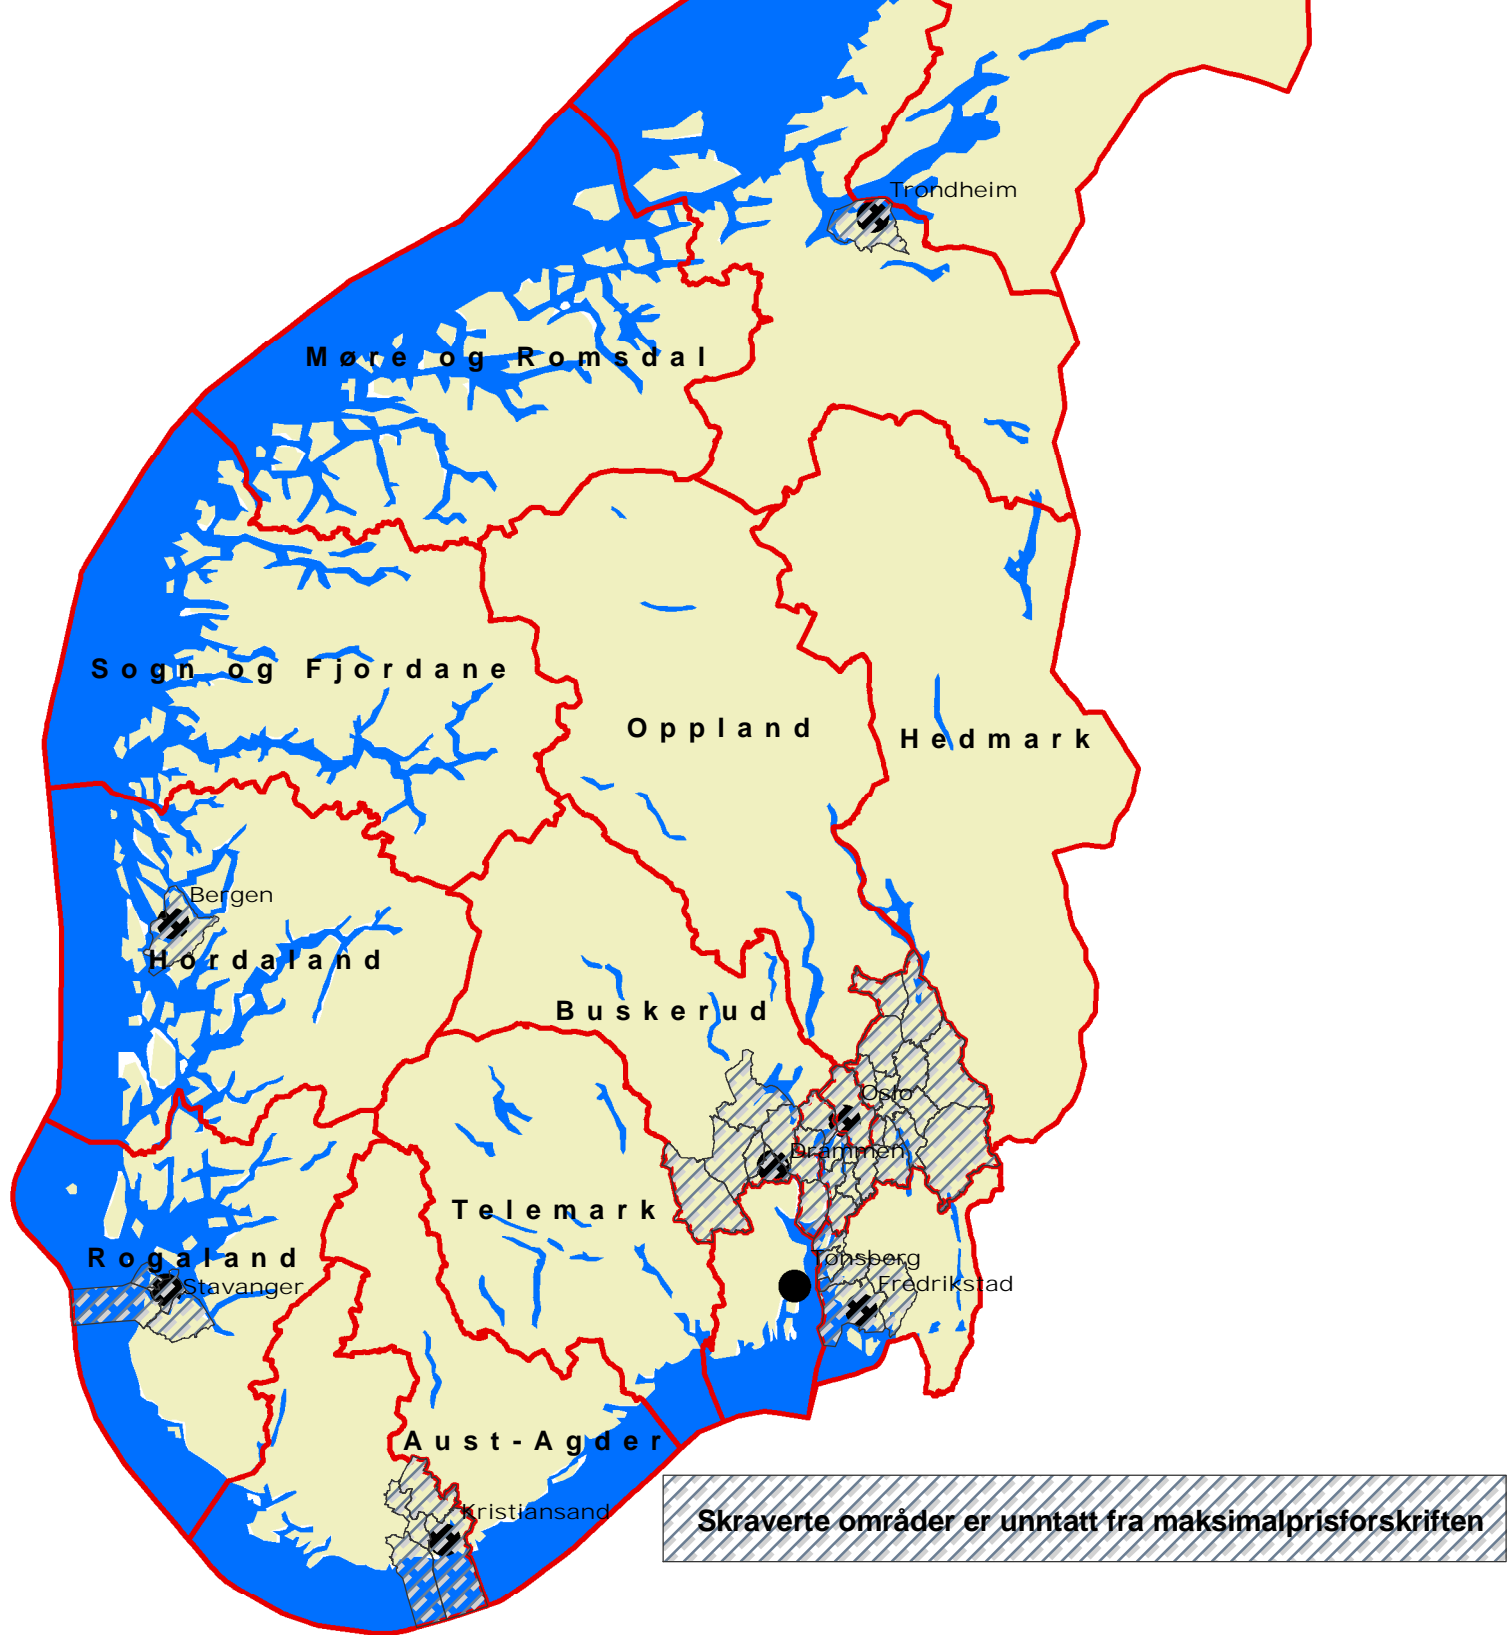 Trondheim
Møre og Romsdal
Sogn og Fjordane
Oppland
Hedmark
Bergen
Hordaland
Buskerud
Oslo
Drammen
Telemark
Rogaland
Tønsberg
Stavanger
Fredrikstad
Aust-Agder
Kristiansand
Skraverte områder er unntatt fra maksimalprisforskriften